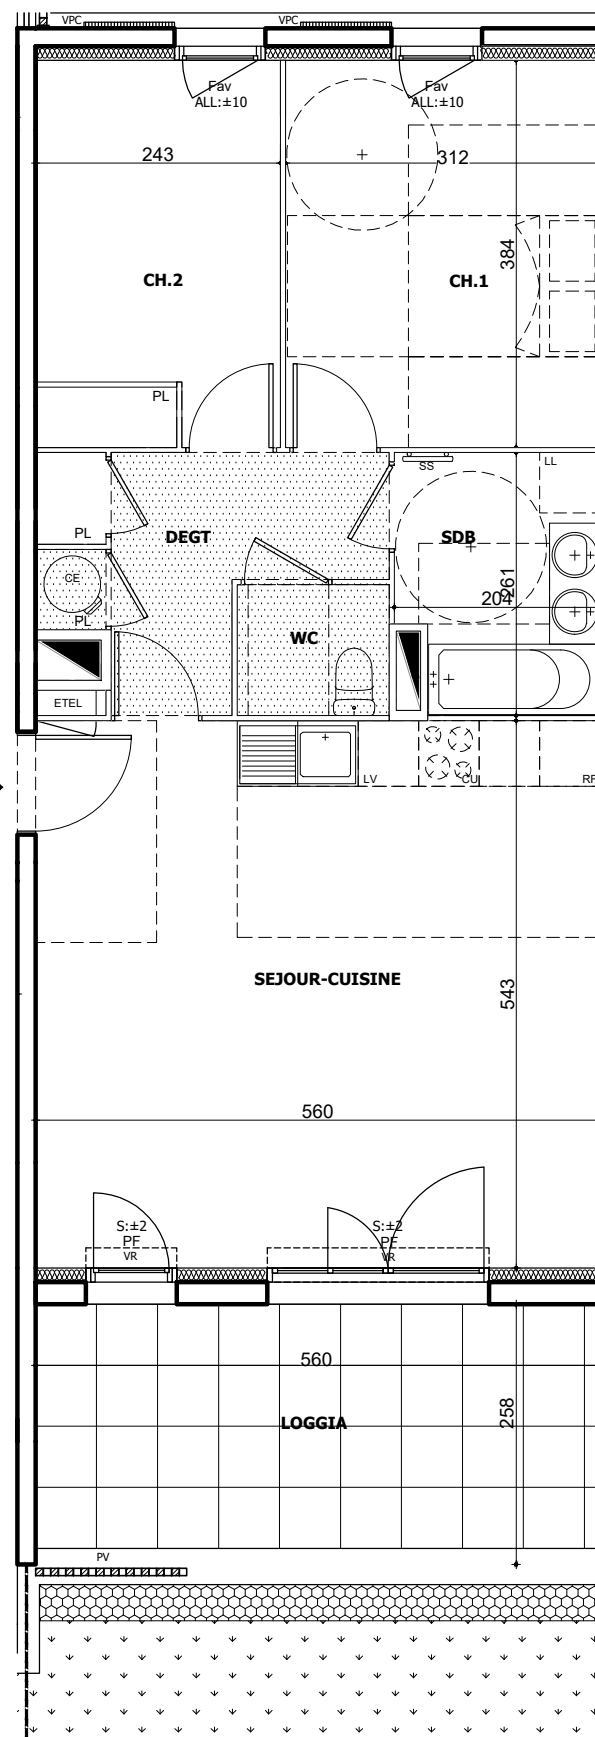 VPC
VPC
Fav
ALL:±10
Fav
ALL:±10
243
312
384
CH.2
CH.1
PL
SS
LL
PL
DEGT
SDB
CE
261
204
PL
WC
ETEL
LV
CU
RF
SEJOUR-CUISINE
543
560
S:±2
PF
VR
S:±2
PF
VR
560
258
LOGGIA
PV